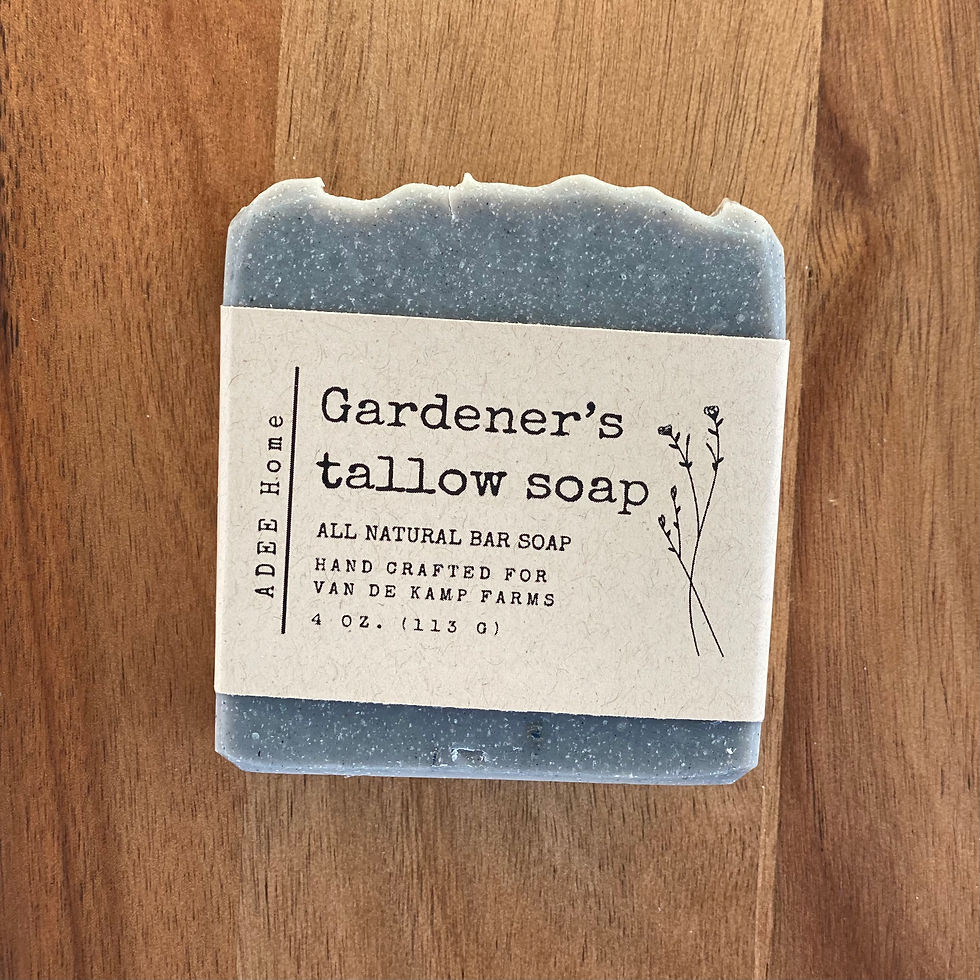 ADEE Home
Gardener's
tallow soap
ALL NATURAL BAR SOAP
HAND CRAFTED FOR
VAN DE KAMP FARMS
4 OZ. (113 G)